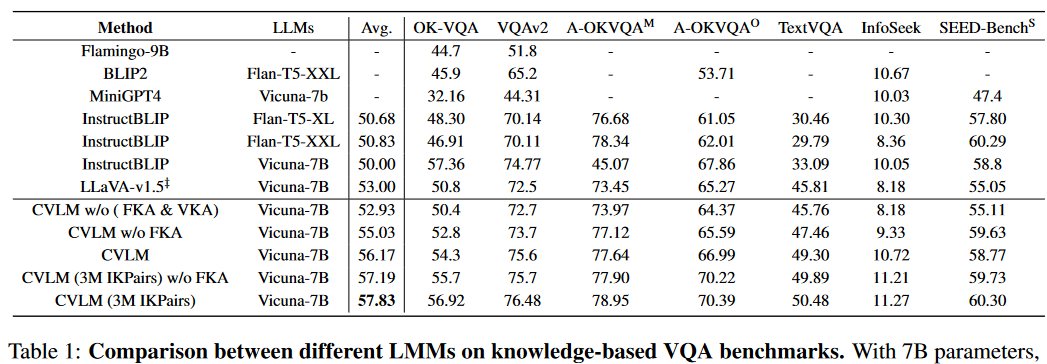 Method LLMs Avg. OK-VQA VQAv2 A-OKVQA^M A-OKVQA^O TextVQA InfoSeek SEED-Bench^S
Flamingo-9B - - 44.7 51.8 - - - - -
BLIP2 Flan-T5-XXL - 45.9 65.2 - 53.71 - 10.67 -
MiniGPT4 Vicuna-7b - 32.16 44.31 - - - 10.03 47.4
InstructBLIP Flan-T5-XL 50.68 48.30 70.14 76.68 61.05 30.46 10.30 57.80
InstructBLIP Flan-T5-XXL 50.83 46.91 70.11 78.34 62.01 29.79 8.36 60.29
InstructBLIP Vicuna-7B 50.00 57.36 74.77 45.07 67.86 33.09 10.05 58.8
LLaVA-v1.5‡ Vicuna-7B 53.00 50.8 72.5 73.45 65.27 45.81 8.18 55.05
CVLM w/o ( FKA & VKA) Vicuna-7B 52.93 50.4 72.7 73.97 64.37 45.76 8.18 55.11
CVLM w/o FKA Vicuna-7B 55.03 52.8 73.7 77.12 65.59 47.46 9.33 59.63
CVLM Vicuna-7B 56.17 54.3 75.6 77.64 66.99 49.30 10.72 58.77
CVLM (3M IKPairs) w/o FKA Vicuna-7B 57.19 55.7 75.7 77.90 70.22 49.89 11.21 59.73
CVLM (3M IKPairs) Vicuna-7B 57.83 56.92 76.48 78.95 70.39 50.48 11.27 60.30
Table 1: Comparison between different LMMs on knowledge-based VQA benchmarks. With 7B parameters,